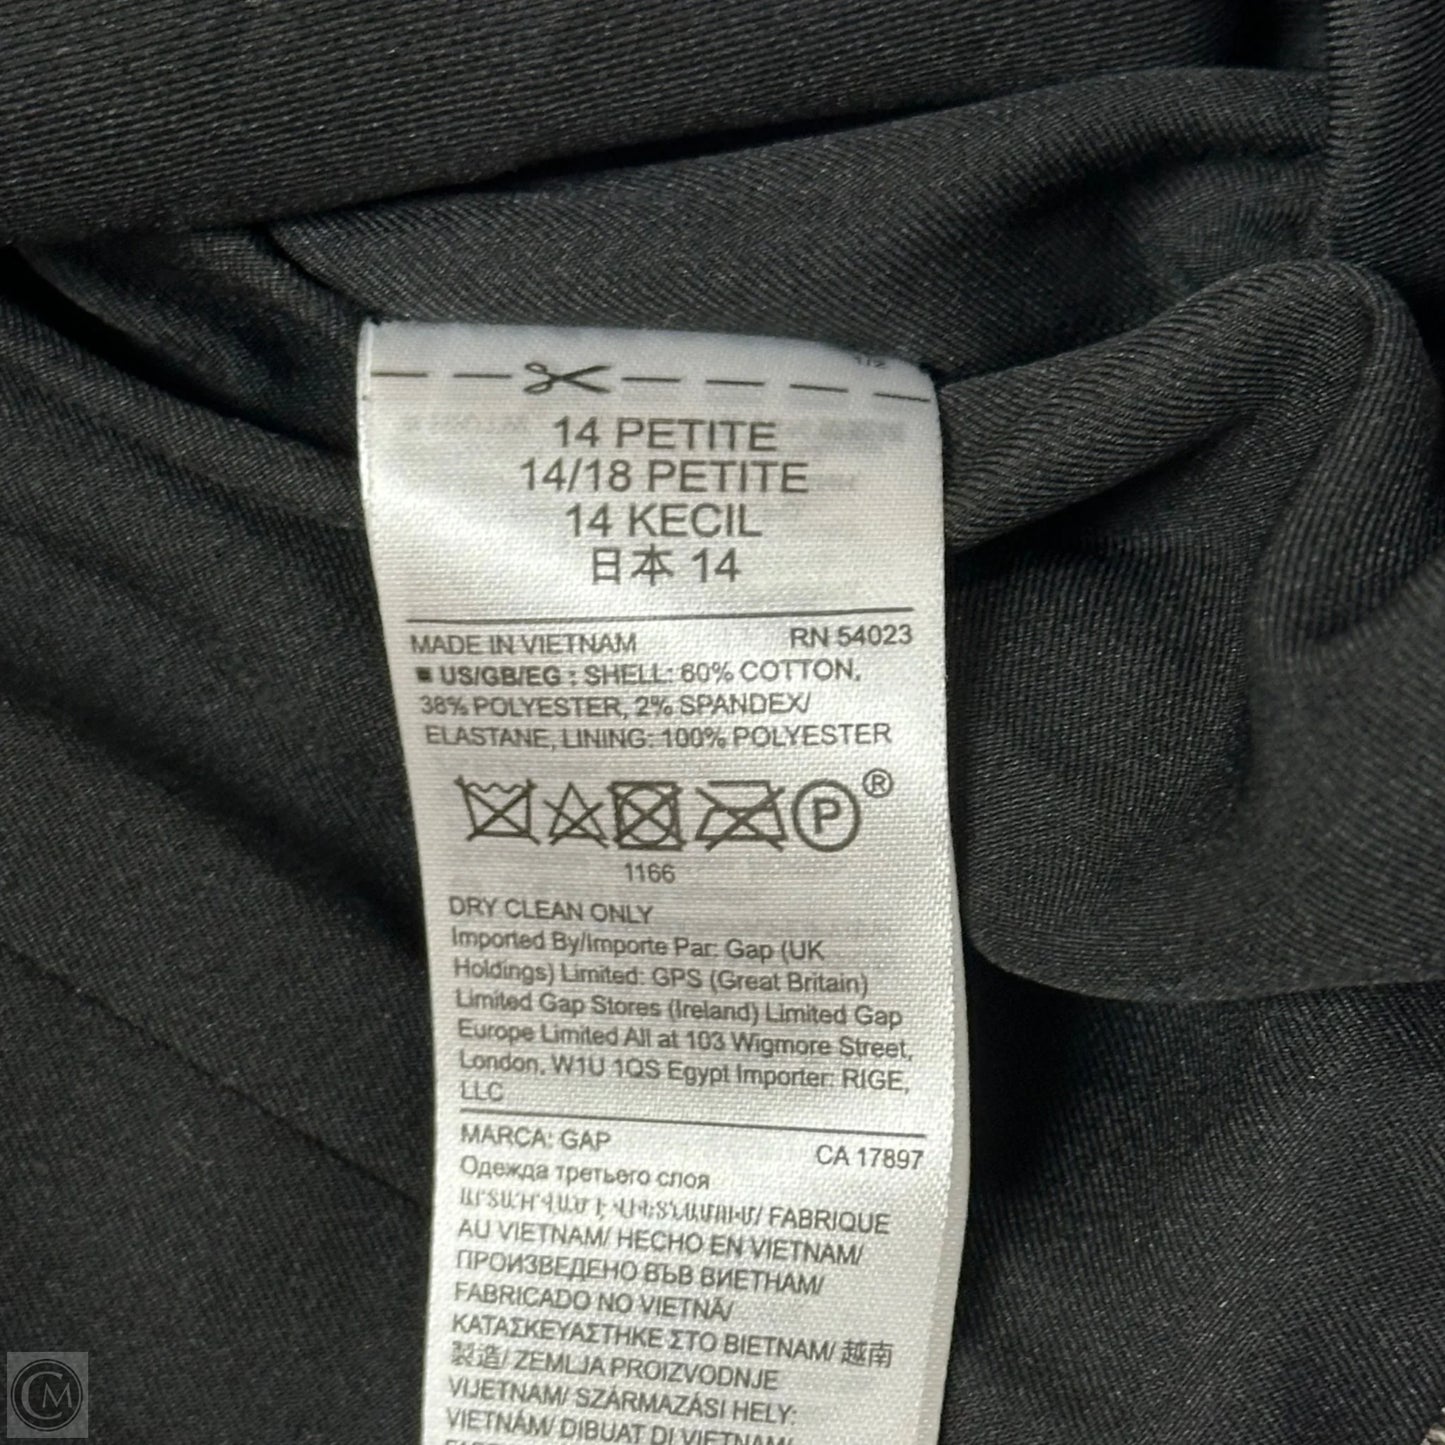 14 PETITE
14/18 PETITE
14 KECIL
日本 14
MADE IN VIETNAM RN 54023
US/GB/EG : SHELL: 60% COTTON,
38% POLYESTER, 2% SPANDEX/
ELASTANE, LINING: 100% POLYESTER
P ®
1166
DRY CLEAN ONLY
Imported By/Importe Par: Gap (UK
Holdings) Limited: GPS (Great Britain)
Limited Gap Stores (Ireland) Limited Gap
Europe Limited All at 103 Wigmore Street,
London, W1U 1QS Egypt Importer: RIGE,
LLC
MARCA: GAP CA 17897
Одежда третьего слоя
FABRIQUE
AU VIETNAM/ HECHO EN VIETNAM/
ПРОИЗВЕДЕНО ВЪВ ВИЕТНАМ/
FABRICADO NO VIETNÃ/
ΚΑΤΑΣΚΕΥΑΣΤΗΚΕ ΣΤΟ ΒΙΕΤΝΑΜ/ 越南
製造/ ZEMLJA PROIZVODNJE
VIJETNAM/ SZÁRMAZÁSI HELY:
VIETNÁM/ DIBUAT DI VIETNAM/
CM